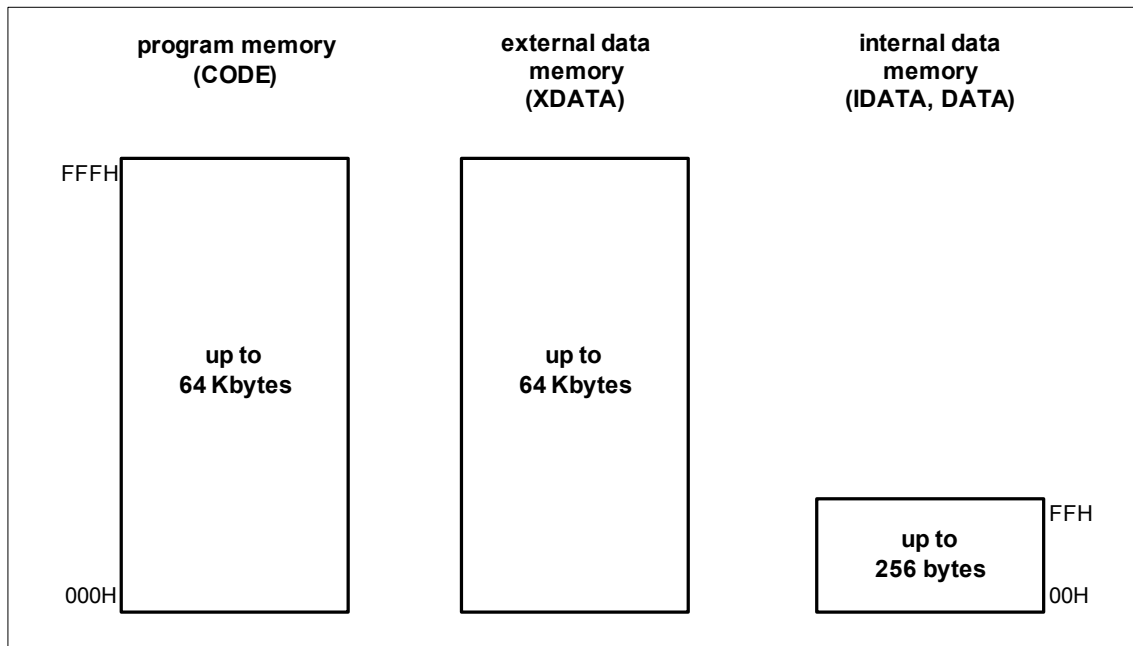 program memory
(CODE)
external data
memory
(XDATA)
internal data
memory
(IDATA, DATA)
FFFH
up to
64 Kbytes
000H
up to
64 Kbytes
FFH
up to
256 bytes
00H